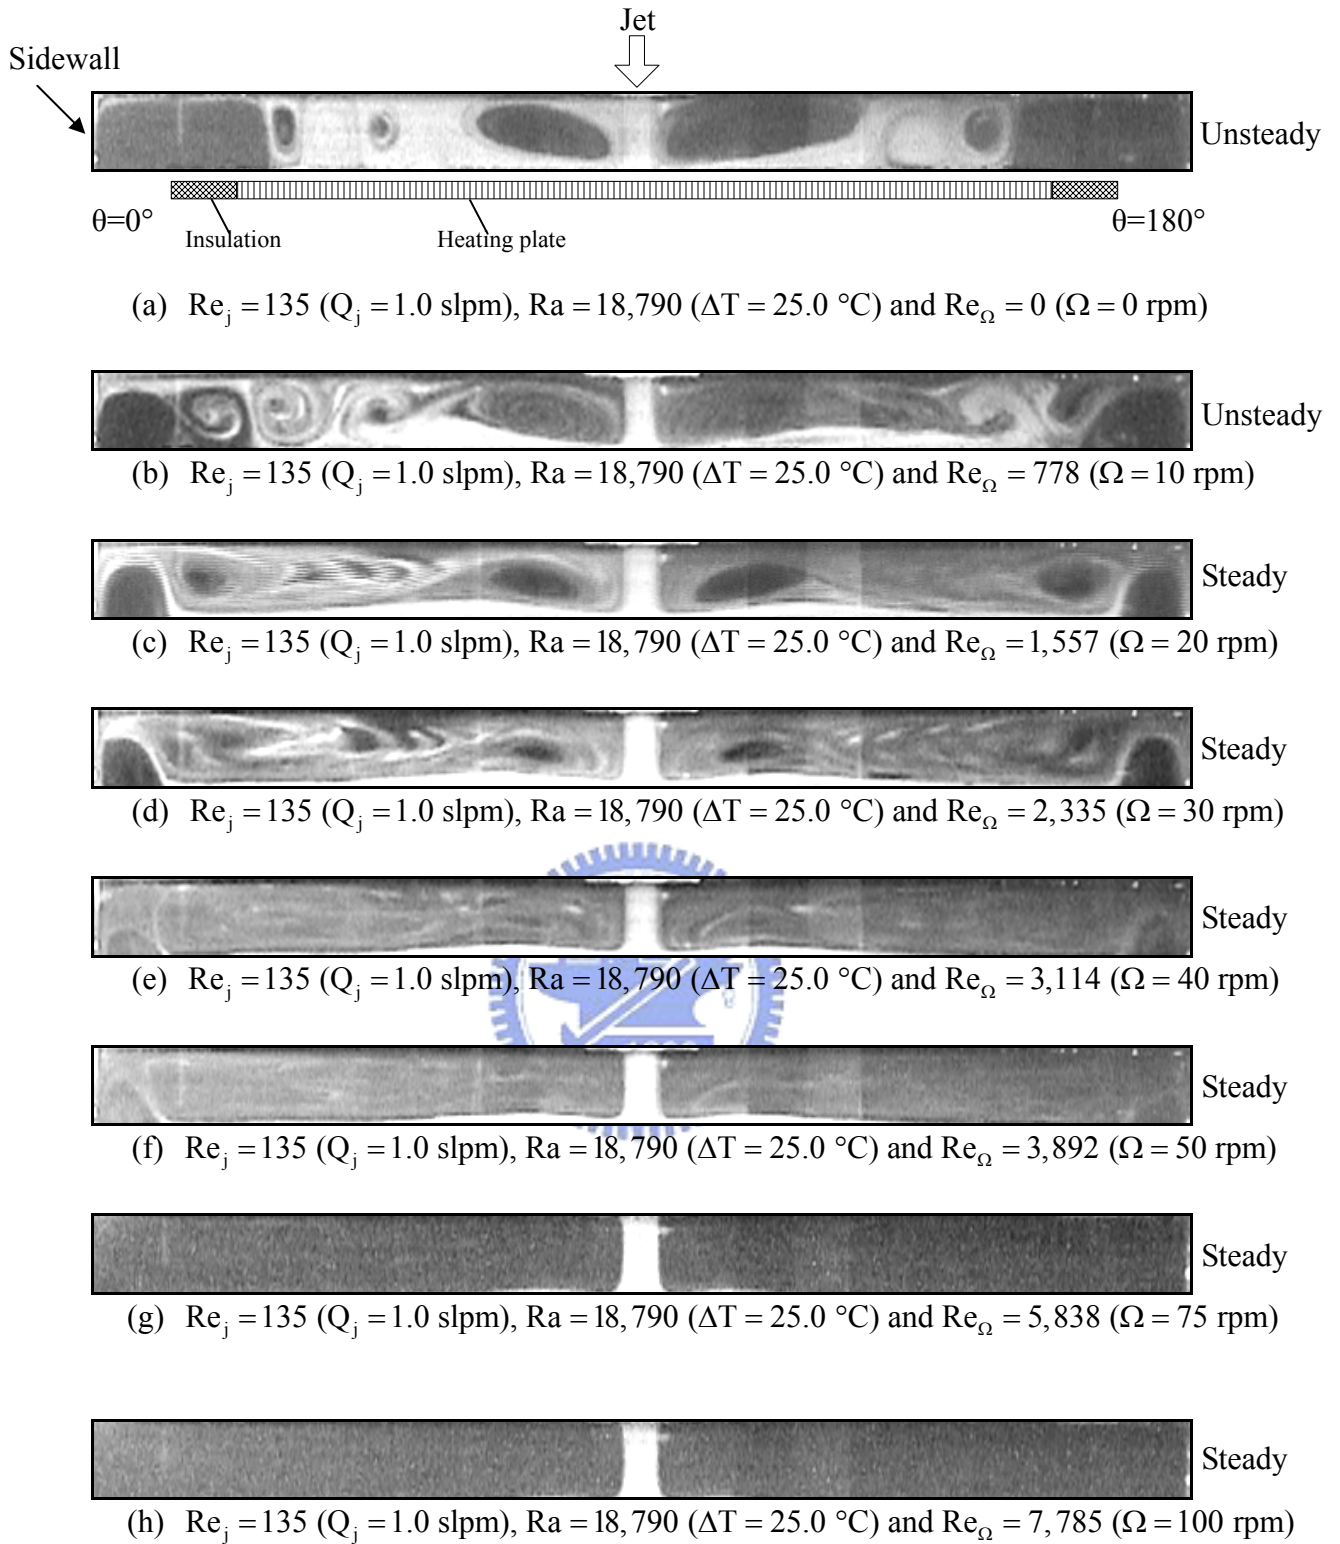 Jet
Sidewall
Unsteady
θ=0°
θ=180°
Insulation
Heating plate
(a) Re_j = 135 (Q_j = 1.0 slpm), Ra = 18,790 (ΔT = 25.0 °C) and Re_Ω = 0 (Ω = 0 rpm)
Unsteady
(b) Re_j = 135 (Q_j = 1.0 slpm), Ra = 18,790 (ΔT = 25.0 °C) and Re_Ω = 778 (Ω = 10 rpm)
Steady
(c) Re_j = 135 (Q_j = 1.0 slpm), Ra = 18,790 (ΔT = 25.0 °C) and Re_Ω = 1,557 (Ω = 20 rpm)
Steady
(d) Re_j = 135 (Q_j = 1.0 slpm), Ra = 18,790 (ΔT = 25.0 °C) and Re_Ω = 2,335 (Ω = 30 rpm)
Steady
(e) Re_j = 135 (Q_j = 1.0 slpm), Ra = 18,790 (ΔT = 25.0 °C) and Re_Ω = 3,114 (Ω = 40 rpm)
Steady
(f) Re_j = 135 (Q_j = 1.0 slpm), Ra = 18,790 (ΔT = 25.0 °C) and Re_Ω = 3,892 (Ω = 50 rpm)
Steady
(g) Re_j = 135 (Q_j = 1.0 slpm), Ra = 18,790 (ΔT = 25.0 °C) and Re_Ω = 5,838 (Ω = 75 rpm)
Steady
(h) Re_j = 135 (Q_j = 1.0 slpm), Ra = 18,790 (ΔT = 25.0 °C) and Re_Ω = 7,785 (Ω = 100 rpm)